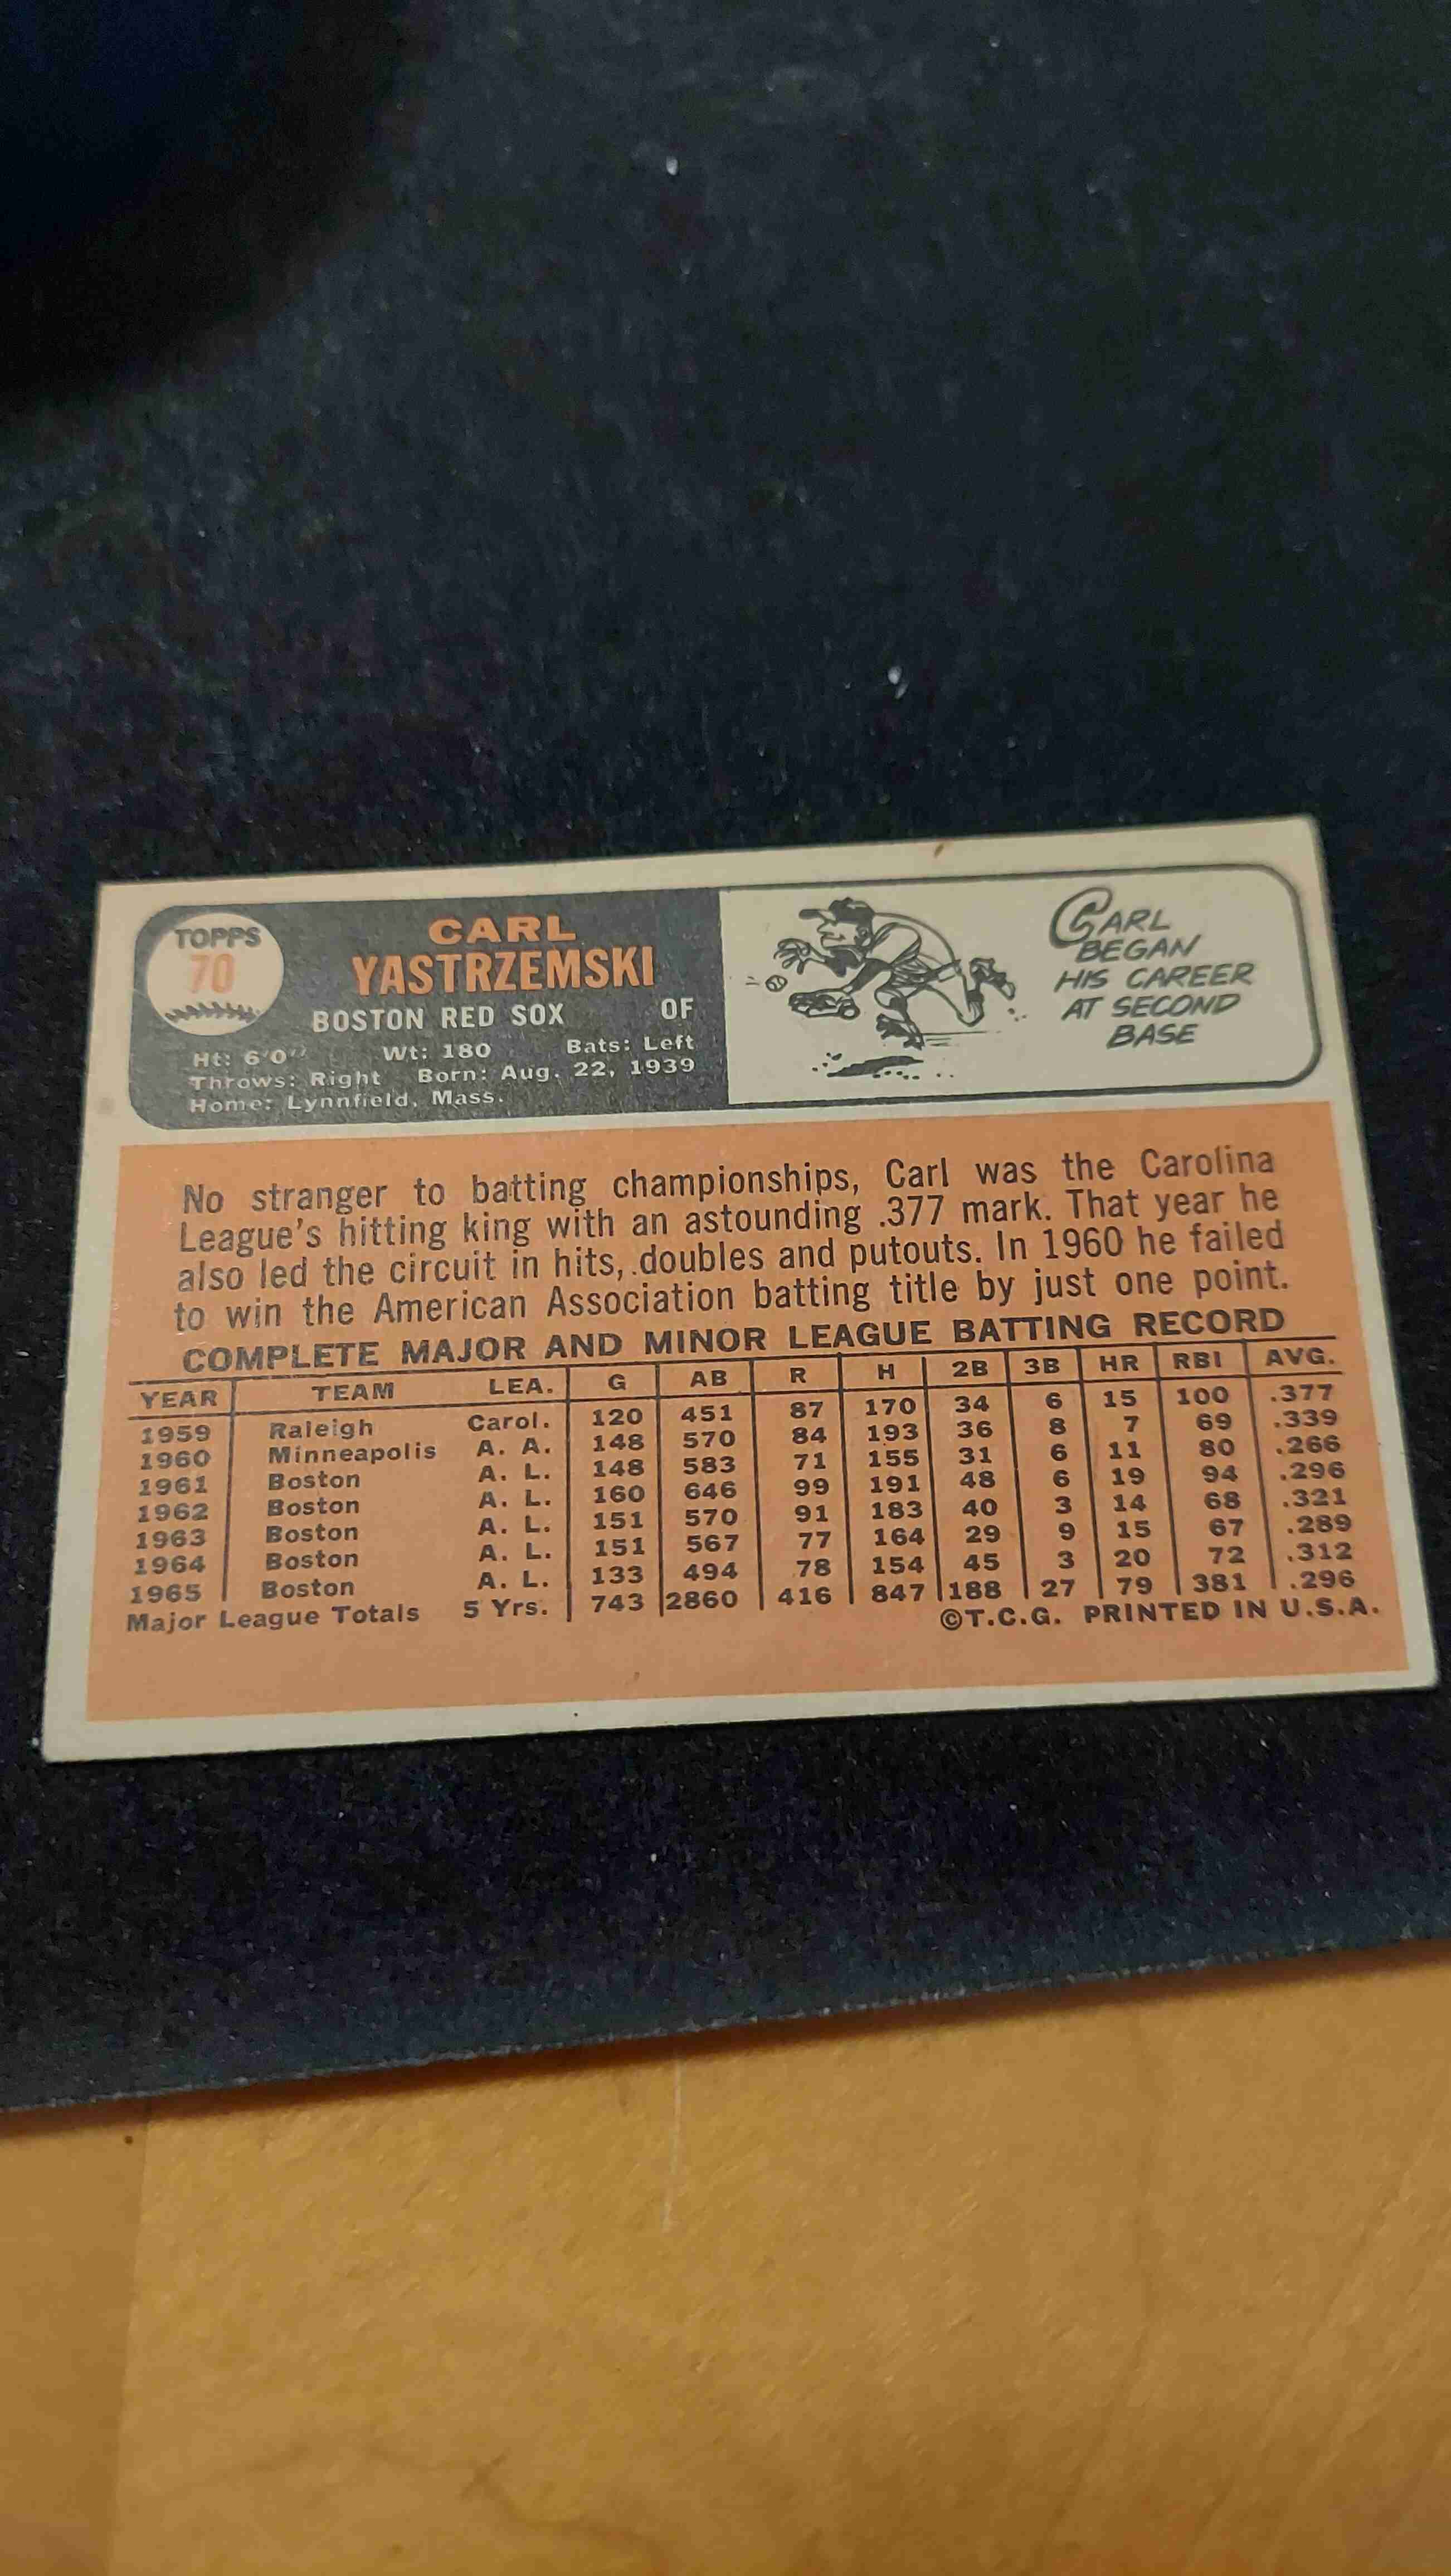 TOPPS
70
CARL
YASTRZEMSKI
BOSTON RED SOX OF
Ht: 6'0" Wt: 180 Bats: Left
Throws: Right Born: Aug. 22, 1939
Home: Lynnfield, Mass.
CARL
BEGAN
HIS CAREER
AT SECOND
BASE
No stranger to batting championships, Carl was the Carolina
League's hitting king with an astounding .377 mark. That year he
also led the circuit in hits, doubles and putouts. In 1960 he failed
to win the American Association batting title by just one point.
COMPLETE MAJOR AND MINOR LEAGUE BATTING RECORD
YEAR TEAM LEA. G AB R H 2B 3B HR RBI AVG.
1959 Raleigh Carol. 120 451 87 170 34 6 15 100 .377
1960 Minneapolis A. A. 148 570 84 193 36 8 7 69 .339
1961 Boston A. L. 148 583 71 155 31 6 11 80 .266
1962 Boston A. L. 160 646 99 191 48 6 19 94 .296
1963 Boston A. L. 151 570 91 183 40 3 14 68 .321
1964 Boston A. L. 151 567 77 164 29 9 15 67 .289
1965 Boston A. L. 133 494 78 154 45 3 20 72 .312
Major League Totals 5 Yrs. 743 2860 416 847 188 27 79 381 .296
©T.C.G. PRINTED IN U.S.A.